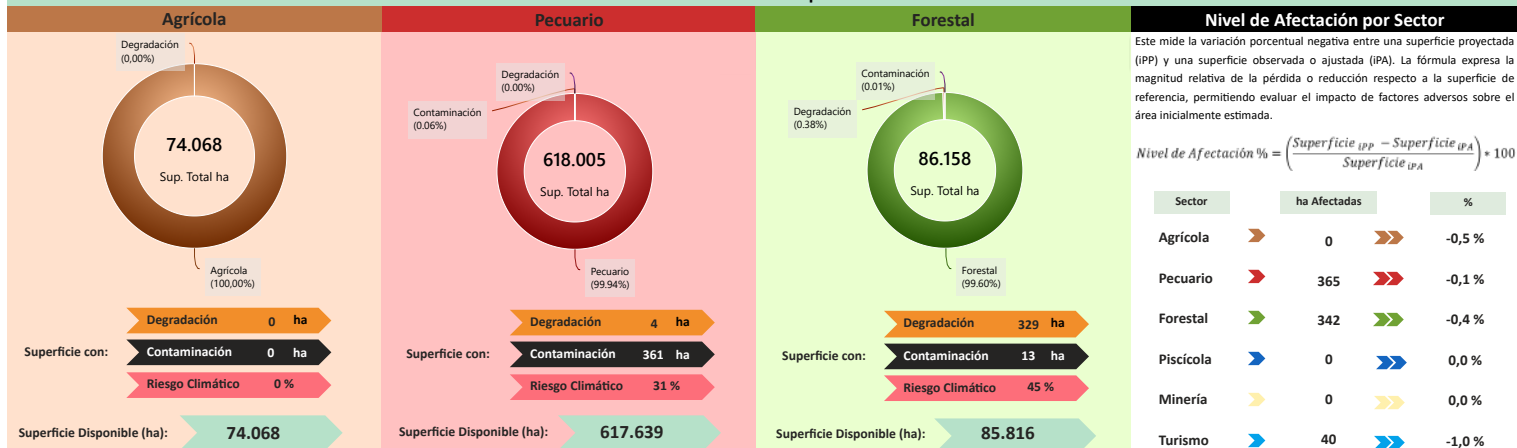 Agrícola
Degradación
(0,00%)
74.068
Sup. Total ha
Agrícola
(100,00%)
Superficie con:
Degradación 0 ha
Contaminación 0 ha
Riesgo Climático 0 %
Superficie Disponible (ha): 74.068
Pecuario
Degradación
(0.00%)
Contaminación
(0.06%)
618.005
Sup. Total ha
Pecuario
(99.94%)
Superficie con:
Degradación 4 ha
Contaminación 361 ha
Riesgo Climático 31 %
Superficie Disponible (ha): 617.639
Forestal
Contaminación
(0.01%)
Degradación
(0.38%)
86.158
Sup. Total ha
Forestal
(99.60%)
Superficie con:
Degradación 329 ha
Contaminación 13 ha
Riesgo Climático 45 %
Superficie Disponible (ha): 85.816
Nivel de Afectación por Sector
Este mide la variación porcentual negativa entre una superficie proyectada
(iPP) y una superficie observada o ajustada (iPA). La fórmula expresa la
magnitud relativa de la pérdida o reducción respecto a la superficie de
referencia, permitiendo evaluar el impacto de factores adversos sobre el
área inicialmente estimada.
Nivel de Afectación % = (Superficie iPP − Superficie iPA / Superficie iPA) * 100
Sector ha Afectadas %
Agrícola 0 -0,5 %
Pecuario 365 -0,1 %
Forestal 342 -0,4 %
Piscícola 0 0,0 %
Minería 0 0,0 %
Turismo 40 -1,0 %